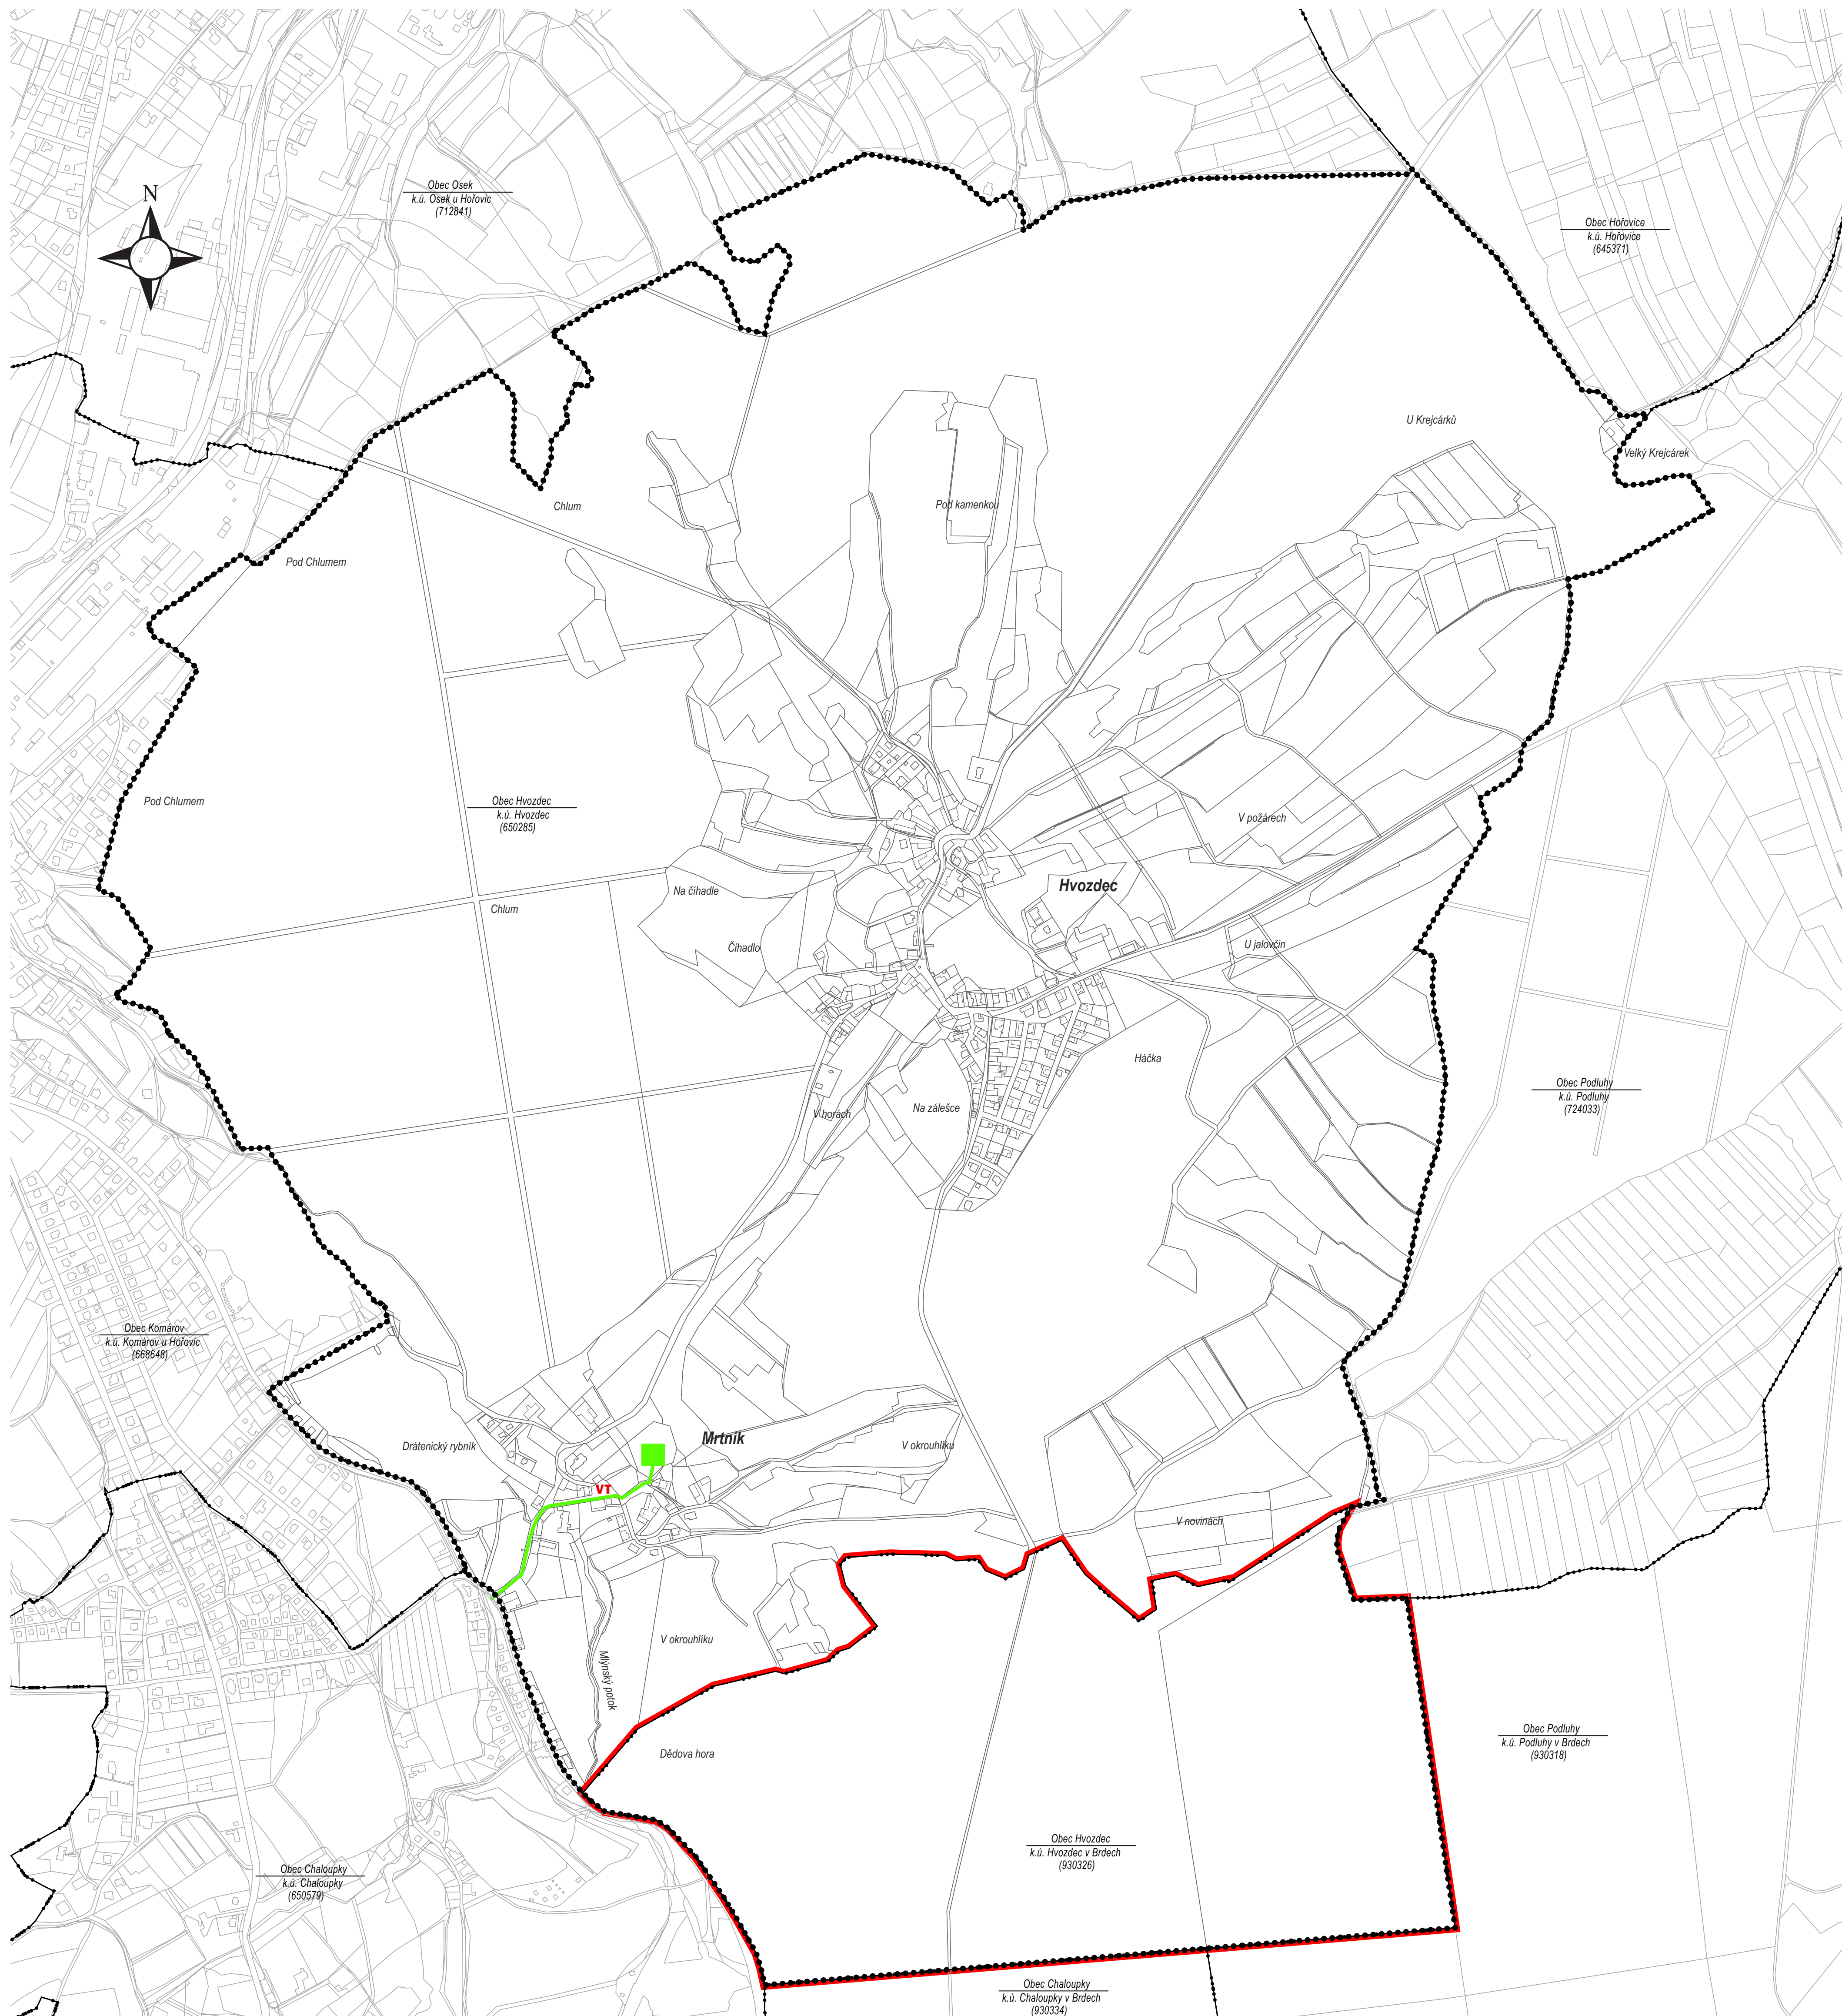 N
Obec Osek
k.ú. Osek u Hořovic
(712841)
Obec Hořovice
k.ú. Hořovice
(645371)
U Krejcárků
Velký Krejcárek
Chlum
Pod kamenkou
Pod Chlumem
Pod Chlumem
Obec Hvozdec
k.ú. Hvozdec
(650285)
V požárech
Hvozdec
Na čihadle
Chlum
Čihadlo
U jalovčin
Háčka
Obec Podluhy
k.ú. Podluhy
(724033)
V horách
Na zálešce
Obec Komárov
k.ú. Komárov u Hořovic
(668648)
Mrtník
Drátenický rybník
V okrouhlíku
VT
V novinách
V okrouhlíku
Mlýnský potok
Dědova hora
Obec Podluhy
k.ú. Podluhy v Brdech
(930318)
Obec Hvozdec
k.ú. Hvozdec v Brdech
(930326)
Obec Chaloupky
k.ú. Chaloupky
(650579)
Obec Chaloupky
k.ú. Chaloupky v Brdech
(930334)